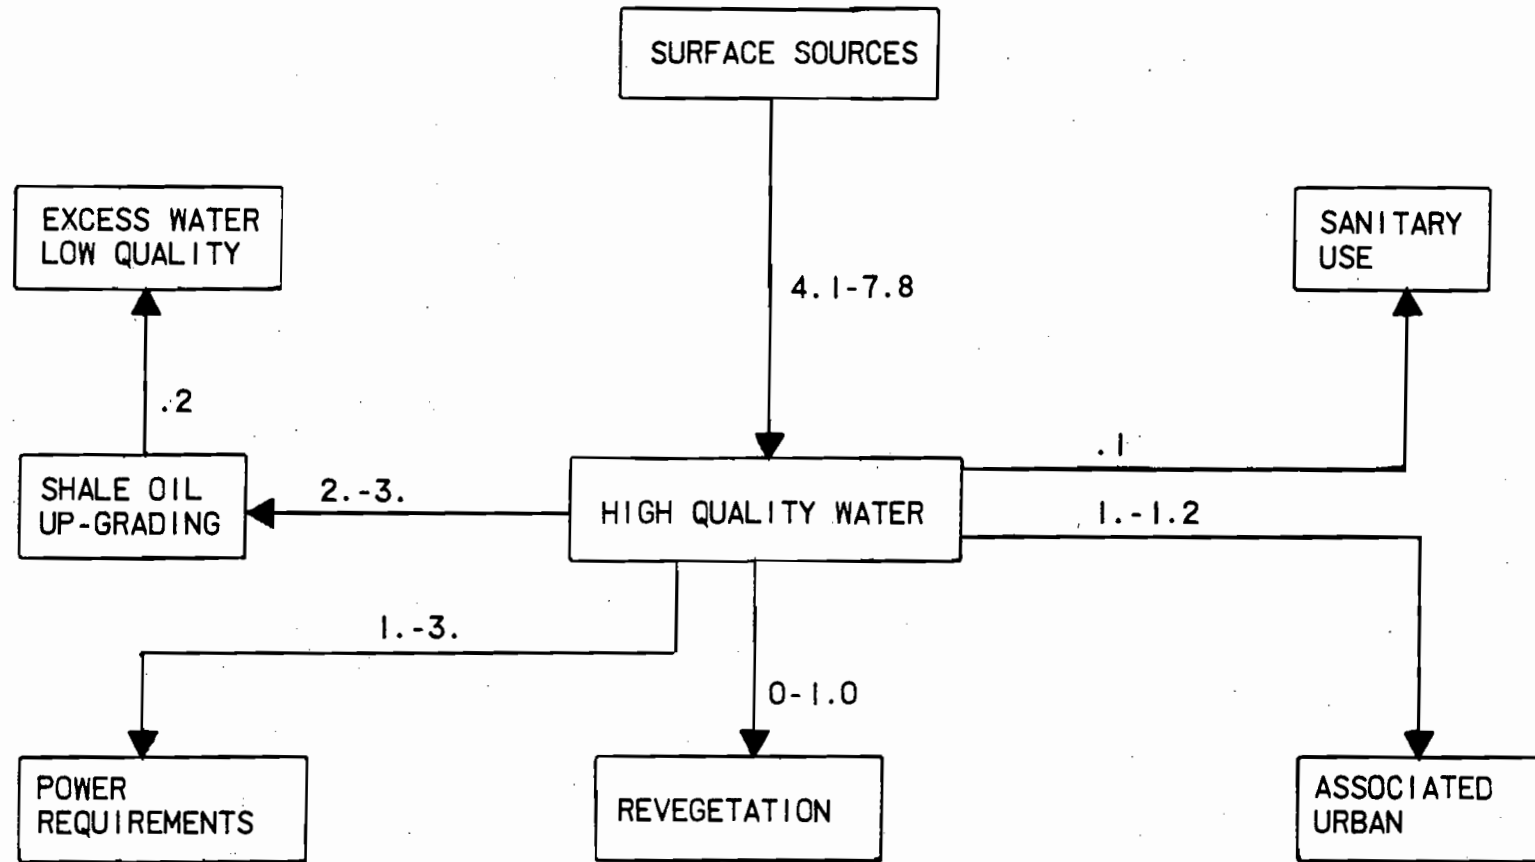 SURFACE SOURCES
EXCESS WATER
LOW QUALITY
SANITARY
USE
4.1-7.8
.2
.1
SHALE OIL
UP-GRADING
2.-3.
HIGH QUALITY WATER
1.-1.2
1.-3.
0-1.0
POWER
REQUIREMENTS
REVEGETATION
ASSOCIATED
URBAN